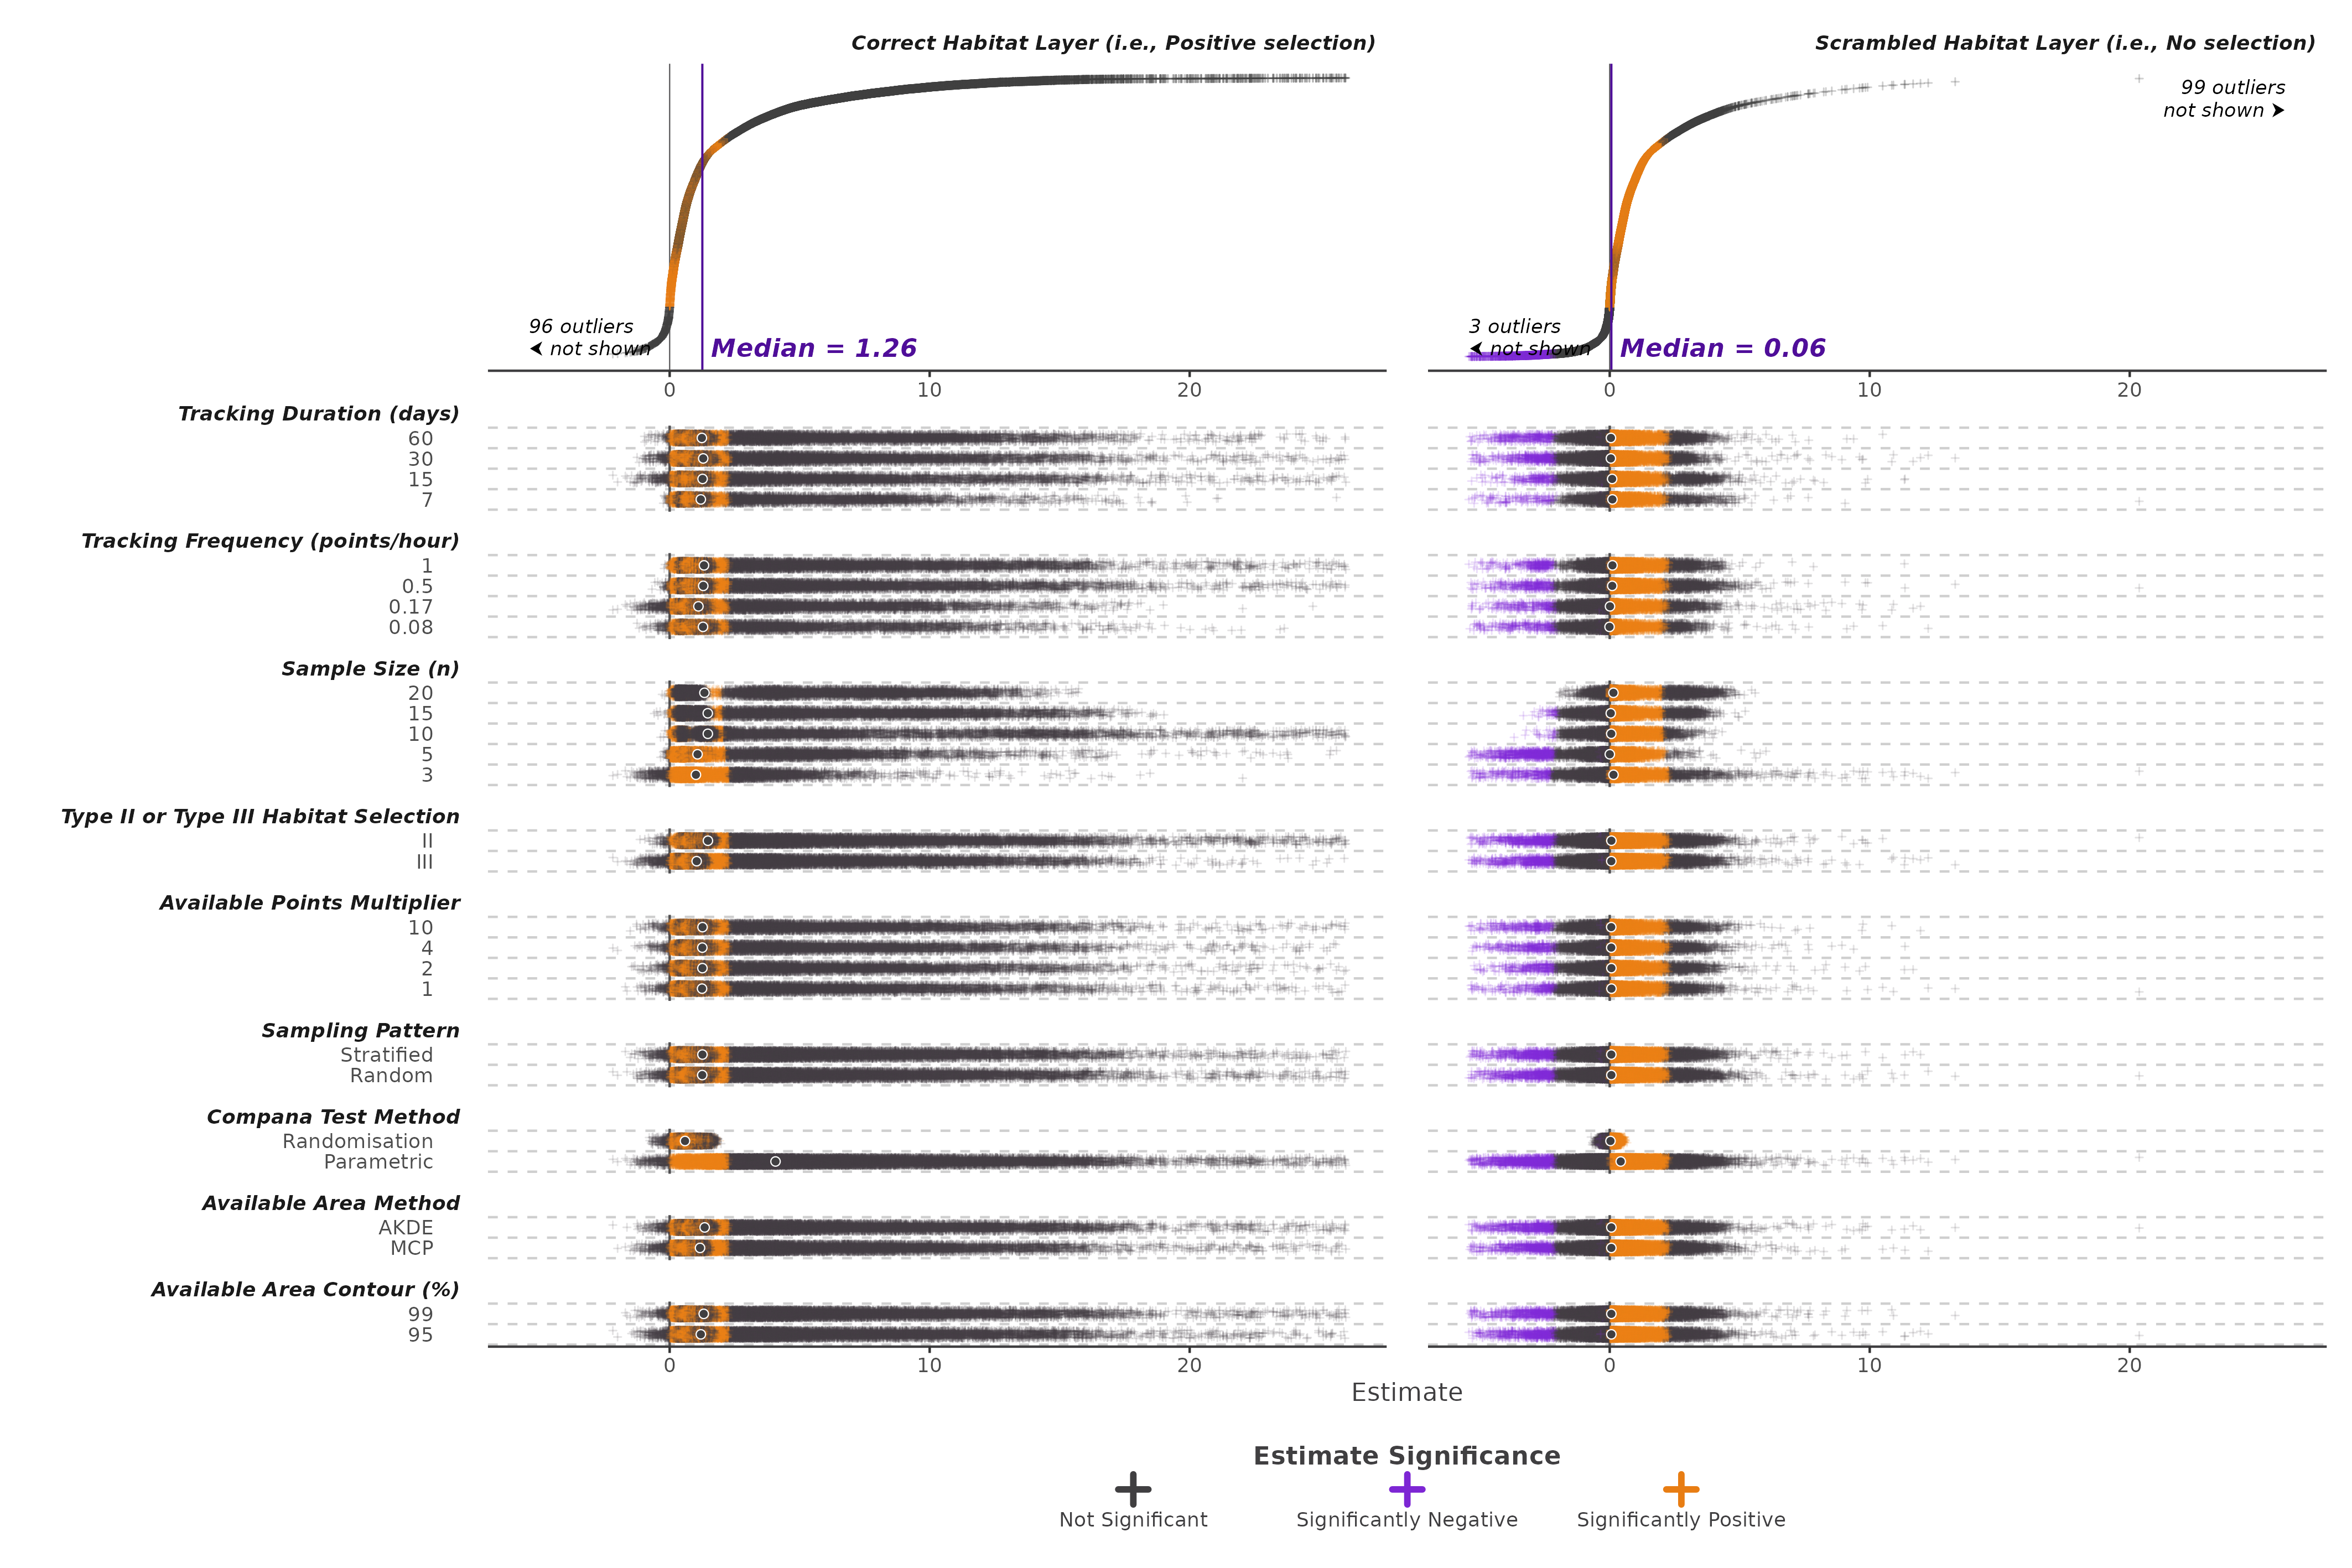 Correct Habitat Layer (i.e., Positive selection)
Scrambled Habitat Layer (i.e., No selection)
99 outliers
not shown ➤
96 outliers
◄ not shown
Median = 1.26
3 outliers
◄ not shown
Median = 0.06
0 10 20
0 10 20
Tracking Duration (days)
60
30
15
7
Tracking Frequency (points/hour)
1
0.5
0.17
0.08
Sample Size (n)
20
15
10
5
3
Type II or Type III Habitat Selection
II
III
Available Points Multiplier
10
4
2
1
Sampling Pattern
Stratified
Random
Compana Test Method
Randomisation
Parametric
Available Area Method
AKDE
MCP
Available Area Contour (%)
99
95
0 10 20
0 10 20
Estimate
Estimate Significance
Not Significant
Significantly Negative
Significantly Positive